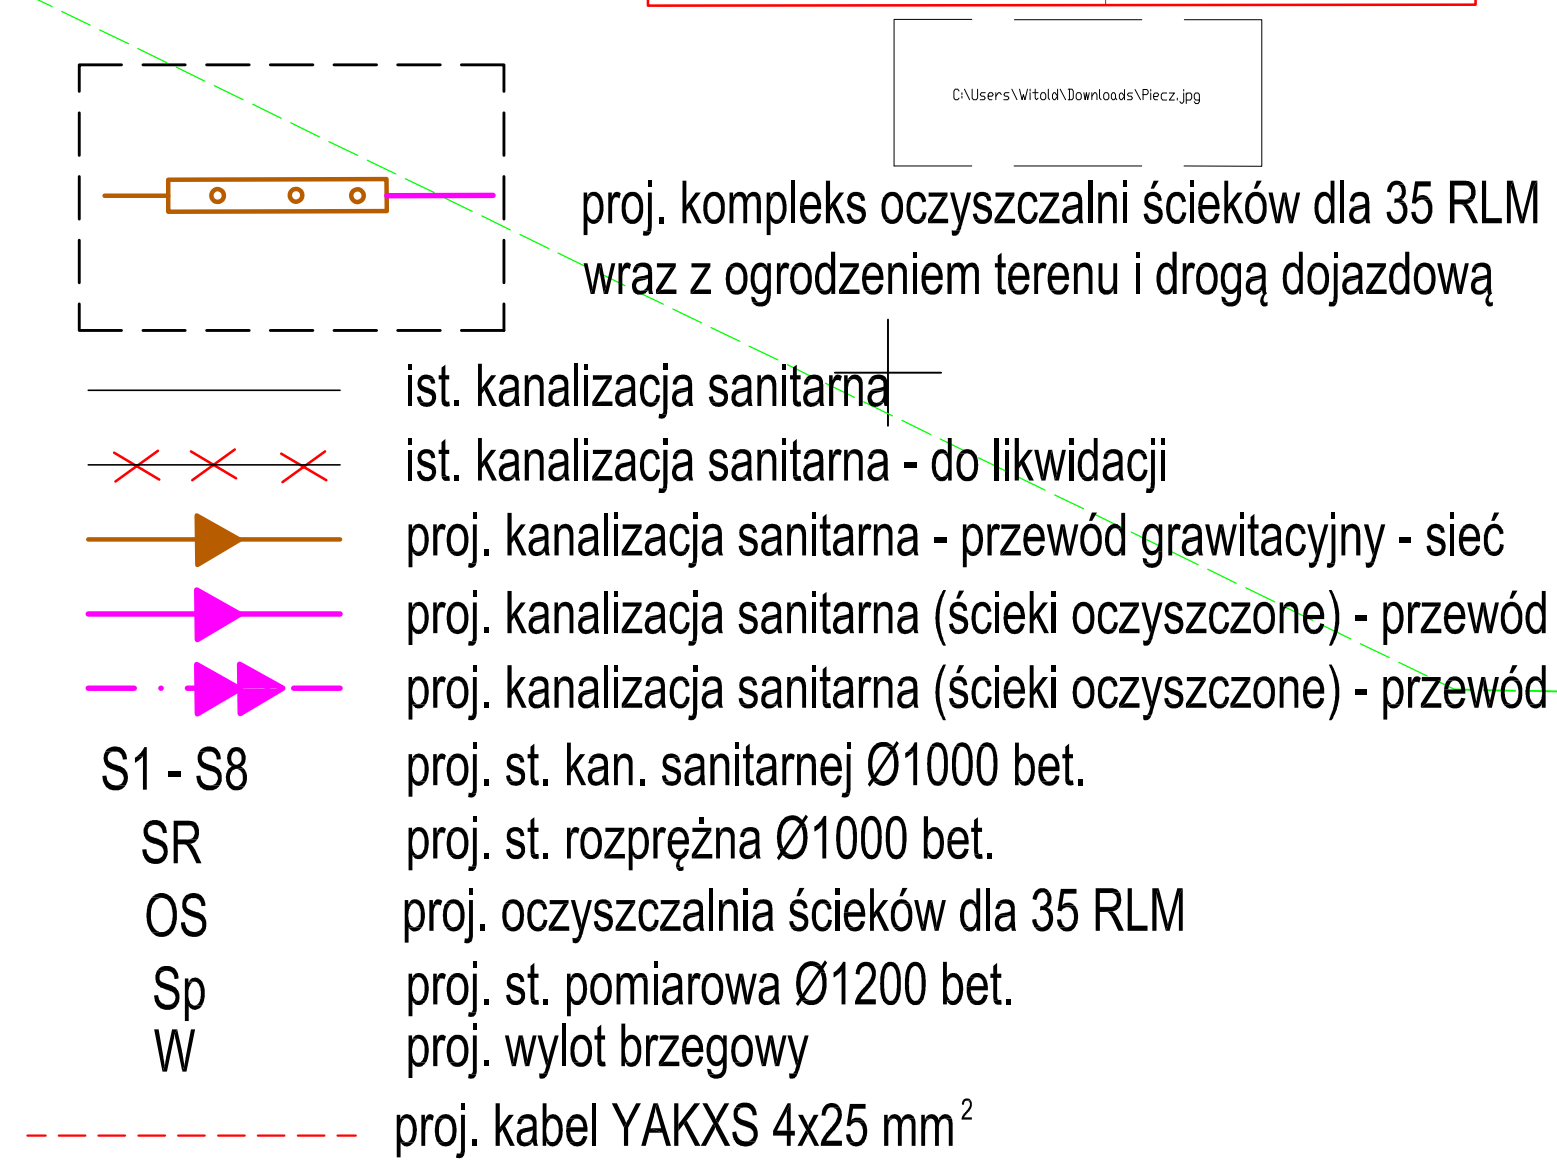 C:\Users\Witold\Downloads\Piecz.jpg
proj. kompleks oczyszczalni ścieków dla 35 RLM
wraz z ogrodzeniem terenu i drogą dojazdową
ist. kanalizacja sanitarna
ist. kanalizacja sanitarna - do likwidacji
proj. kanalizacja sanitarna - przewód grawitacyjny - sieć
proj. kanalizacja sanitarna (ścieki oczyszczone) - przewód
proj. kanalizacja sanitarna (ścieki oczyszczone) - przewód
S1 - S8 proj. st. kan. sanitarnej Ø1000 bet.
SR proj. st. rozprężna Ø1000 bet.
OS proj. oczyszczalnia ścieków dla 35 RLM
Sp proj. st. pomiarowa Ø1200 bet.
W proj. wylot brzegowy
proj. kabel YAKXS 4x25 mm²